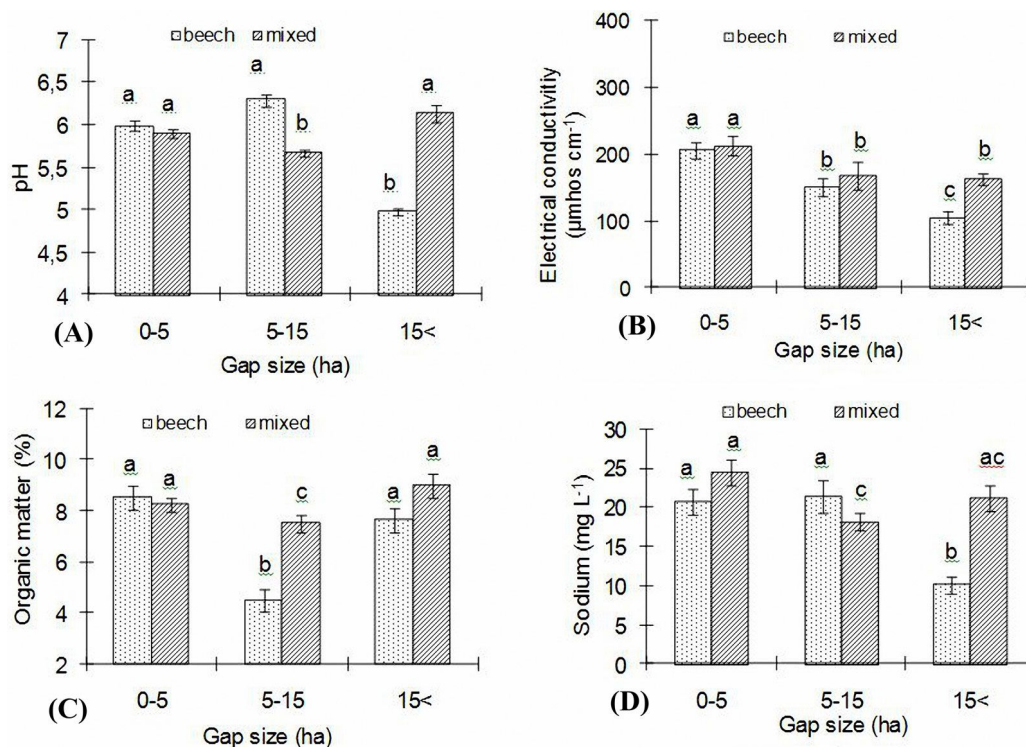 beech mixed
7
6,5
6
5,5
5
4,5
4
pH
a a a b b a
0-5 5-15 15<
(A)
Gap size (ha)
beech mixed
400
300
200
100
0
Electrical conductivitiy
(µmhos cm-1)
a a b b c b
0-5 5-15 15<
(B)
Gap size (ha)
beech mixed
12
10
8
6
4
2
Organic matter (%)
a a b c a a
0-5 5-15 15<
(C)
Gap size (ha)
beech mixed
30
25
20
15
10
5
0
Sodium (mg L-1)
a a a c b ac
0-5 5-15 15<
(D)
Gap size (ha)